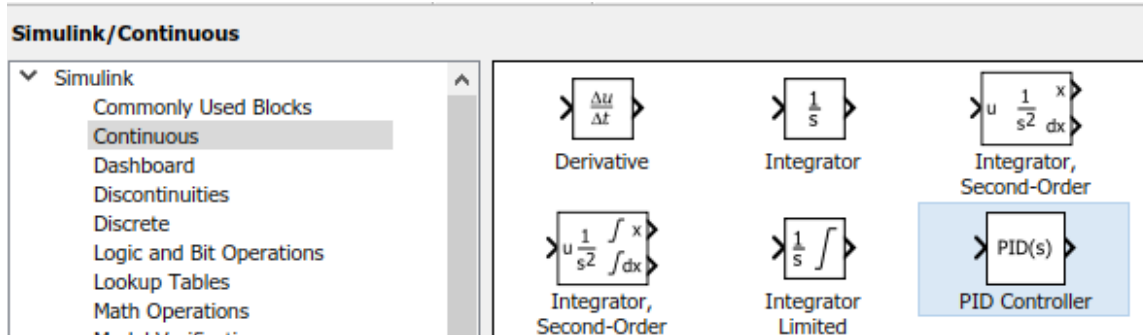 Simulink/Continuous
Simulink
Commonly Used Blocks
Continuous
Dashboard
Discontinuities
Discrete
Logic and Bit Operations
Lookup Tables
Math Operations
Δu
Δt
Derivative
1
s
Integrator
u 1 x
s2 dx
Integrator,
Second-Order
u 1 ∫ x
s2 ∫dx
Integrator,
Second-Order
1 ∫
s
Integrator
Limited
PID(s)
PID Controller